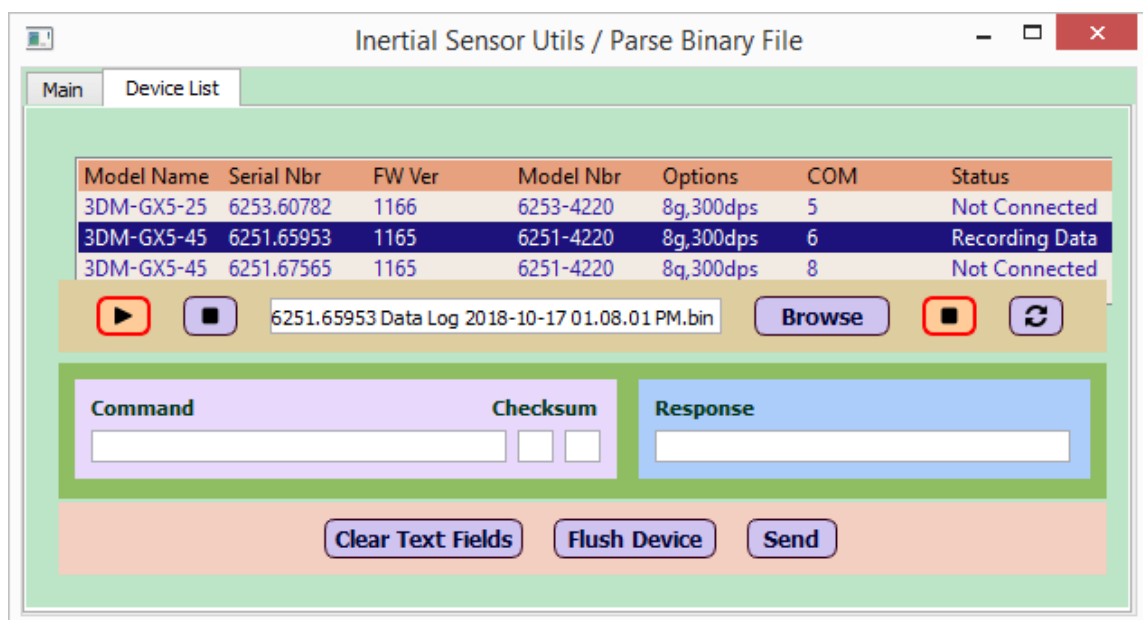 Inertial Sensor Utils / Parse Binary File
Main Device List
Model Name Serial Nbr FW Ver Model Nbr Options COM Status
3DM-GX5-25 6253.60782 1166 6253-4220 8g,300dps 5 Not Connected
3DM-GX5-45 6251.65953 1165 6251-4220 8g,300dps 6 Recording Data
3DM-GX5-45 6251.67565 1165 6251-4220 8g,300dps 8 Not Connected
6251.65953 Data Log 2018-10-17 01.08.01 PM.bin Browse
Command Checksum Response
Clear Text Fields Flush Device Send